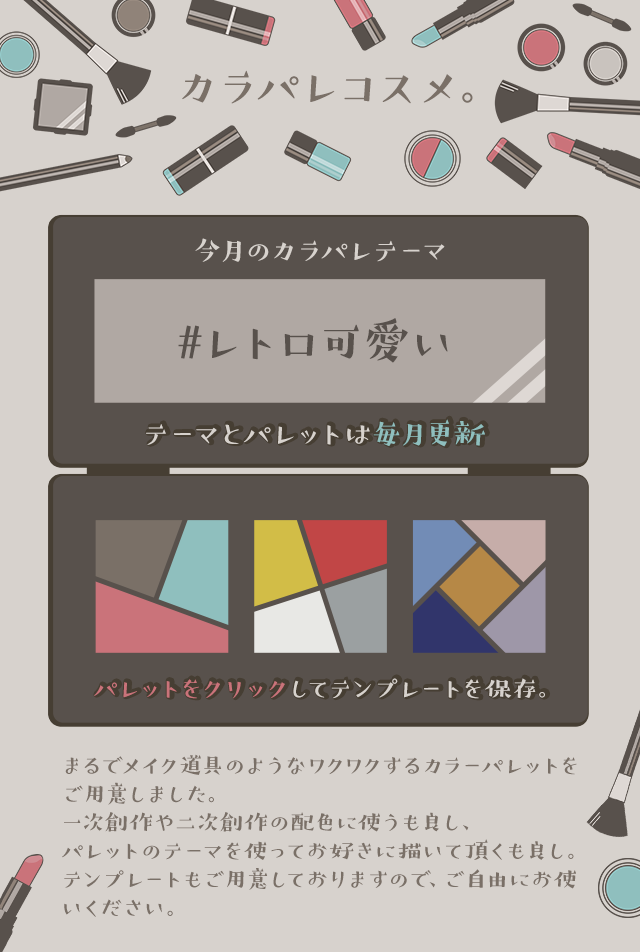 カラパレコスメ。
今月のカラパレテーマ
#レトロ可愛い
テーマとパレットは毎月更新
パレットをクリックしてテンプレートを保存。
まるでメイク道具のようなワクワクするカラーパレットを
ご用意しました。
一次創作や二次創作の配色に使うも良し、
パレットのテーマを使ってお好きに描いて頂くも良し。
テンプレートもご用意しておりますので、ご自由にお使
いください。